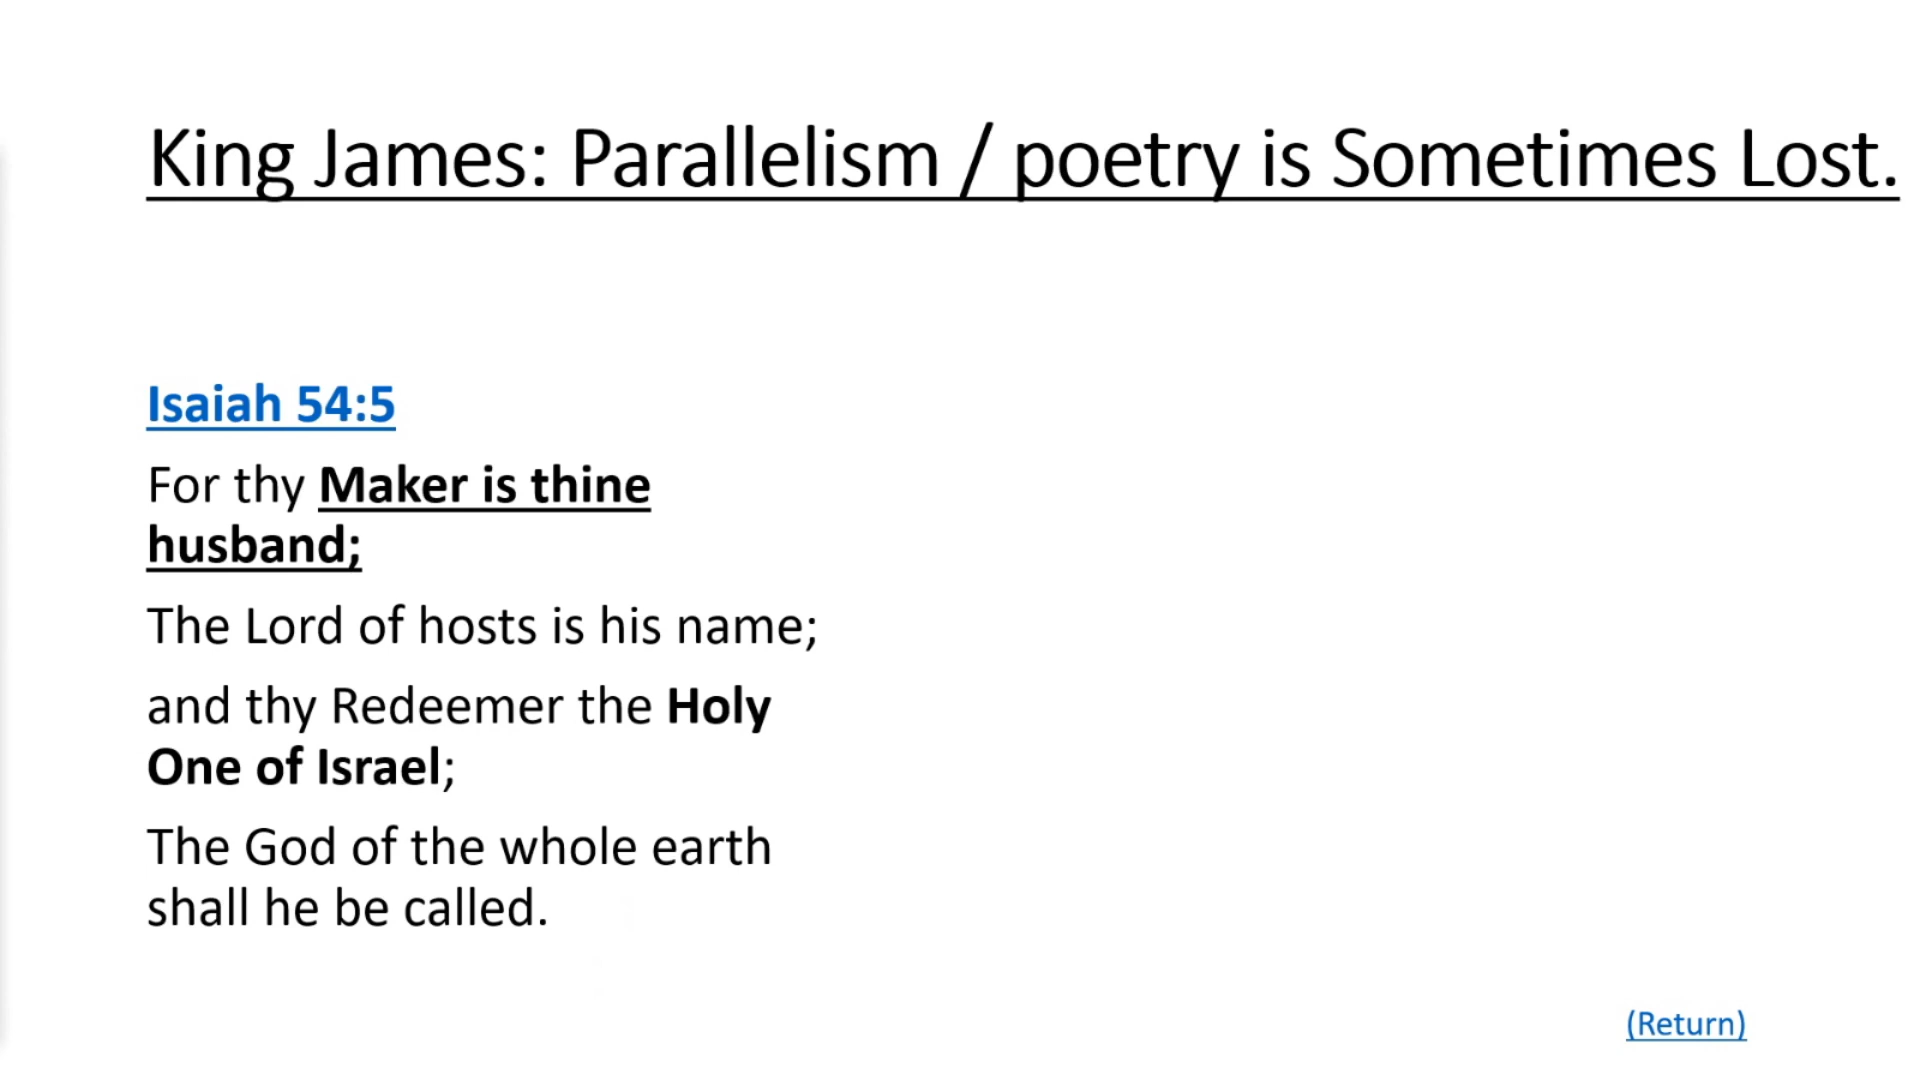 King James: Parallelism / poetry is Sometimes Lost.
Isaiah 54:5
For thy Maker is thine
husband;
The Lord of hosts is his name;
and thy Redeemer the Holy
One of Israel;
The God of the whole earth
shall he be called.
(Return)